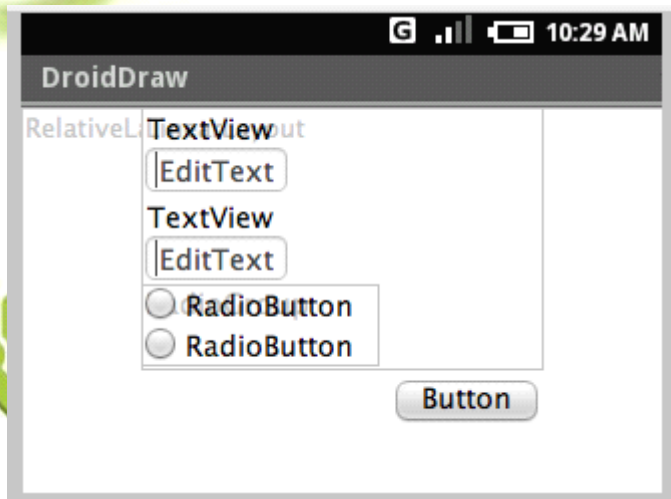 G 10:29 AM
DroidDraw
TextView
EditText
TextView
EditText
RadioButton
RadioButton
Button